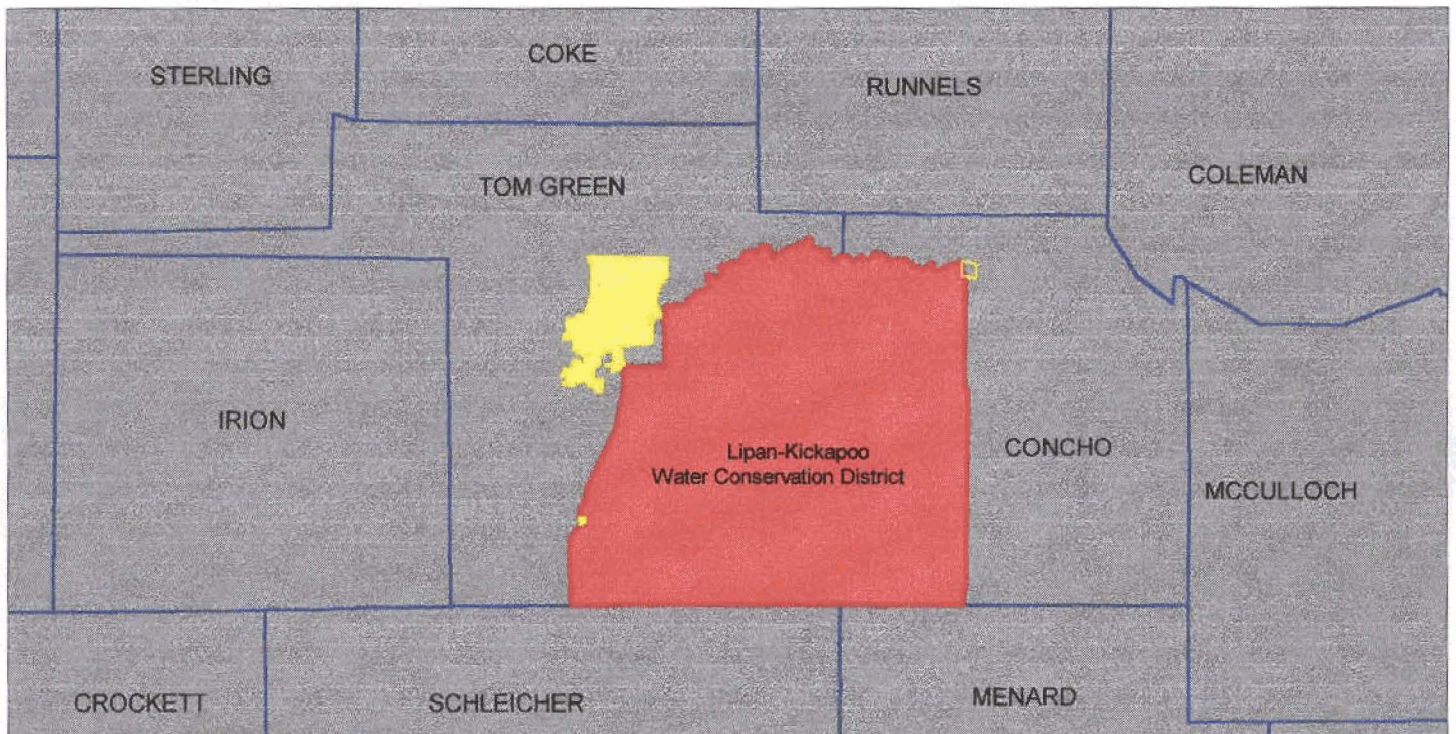 COKE
STERLING
RUNNELS
COLEMAN
TOM GREEN
IRION
CONCHO
Lipan-Kickapoo
Water Conservation District
MCCULLOCH
CROCKETT
SCHLEICHER
MENARD